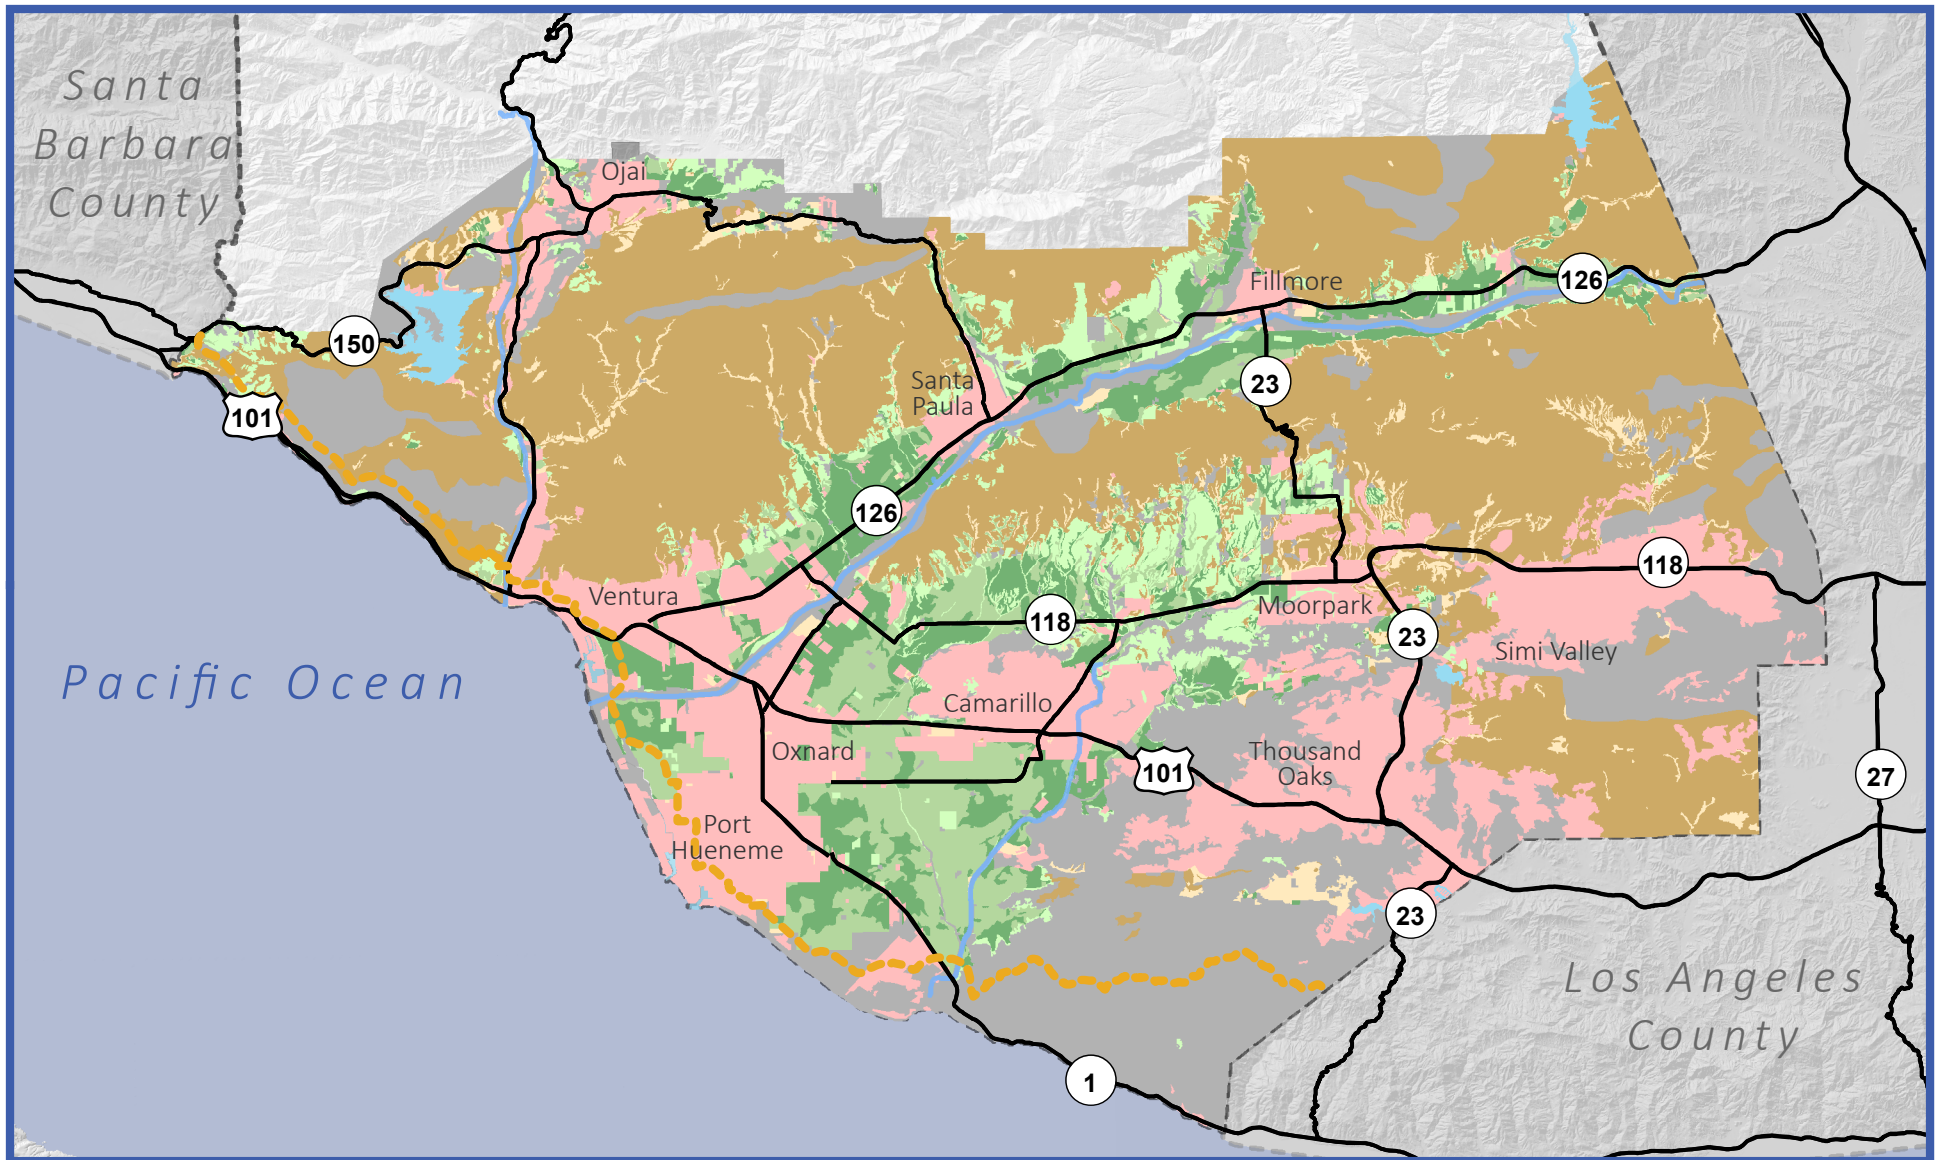 Santa
Barbara
County
Ojai
Fillmore
126
150
23
101
Santa
Paula
126
118
Ventura
118
Moorpark
23
Simi Valley
Pacific Ocean
Camarillo
Oxnard
Thousand
Oaks
101
27
Port
Hueneme
23
Los Angeles
County
1